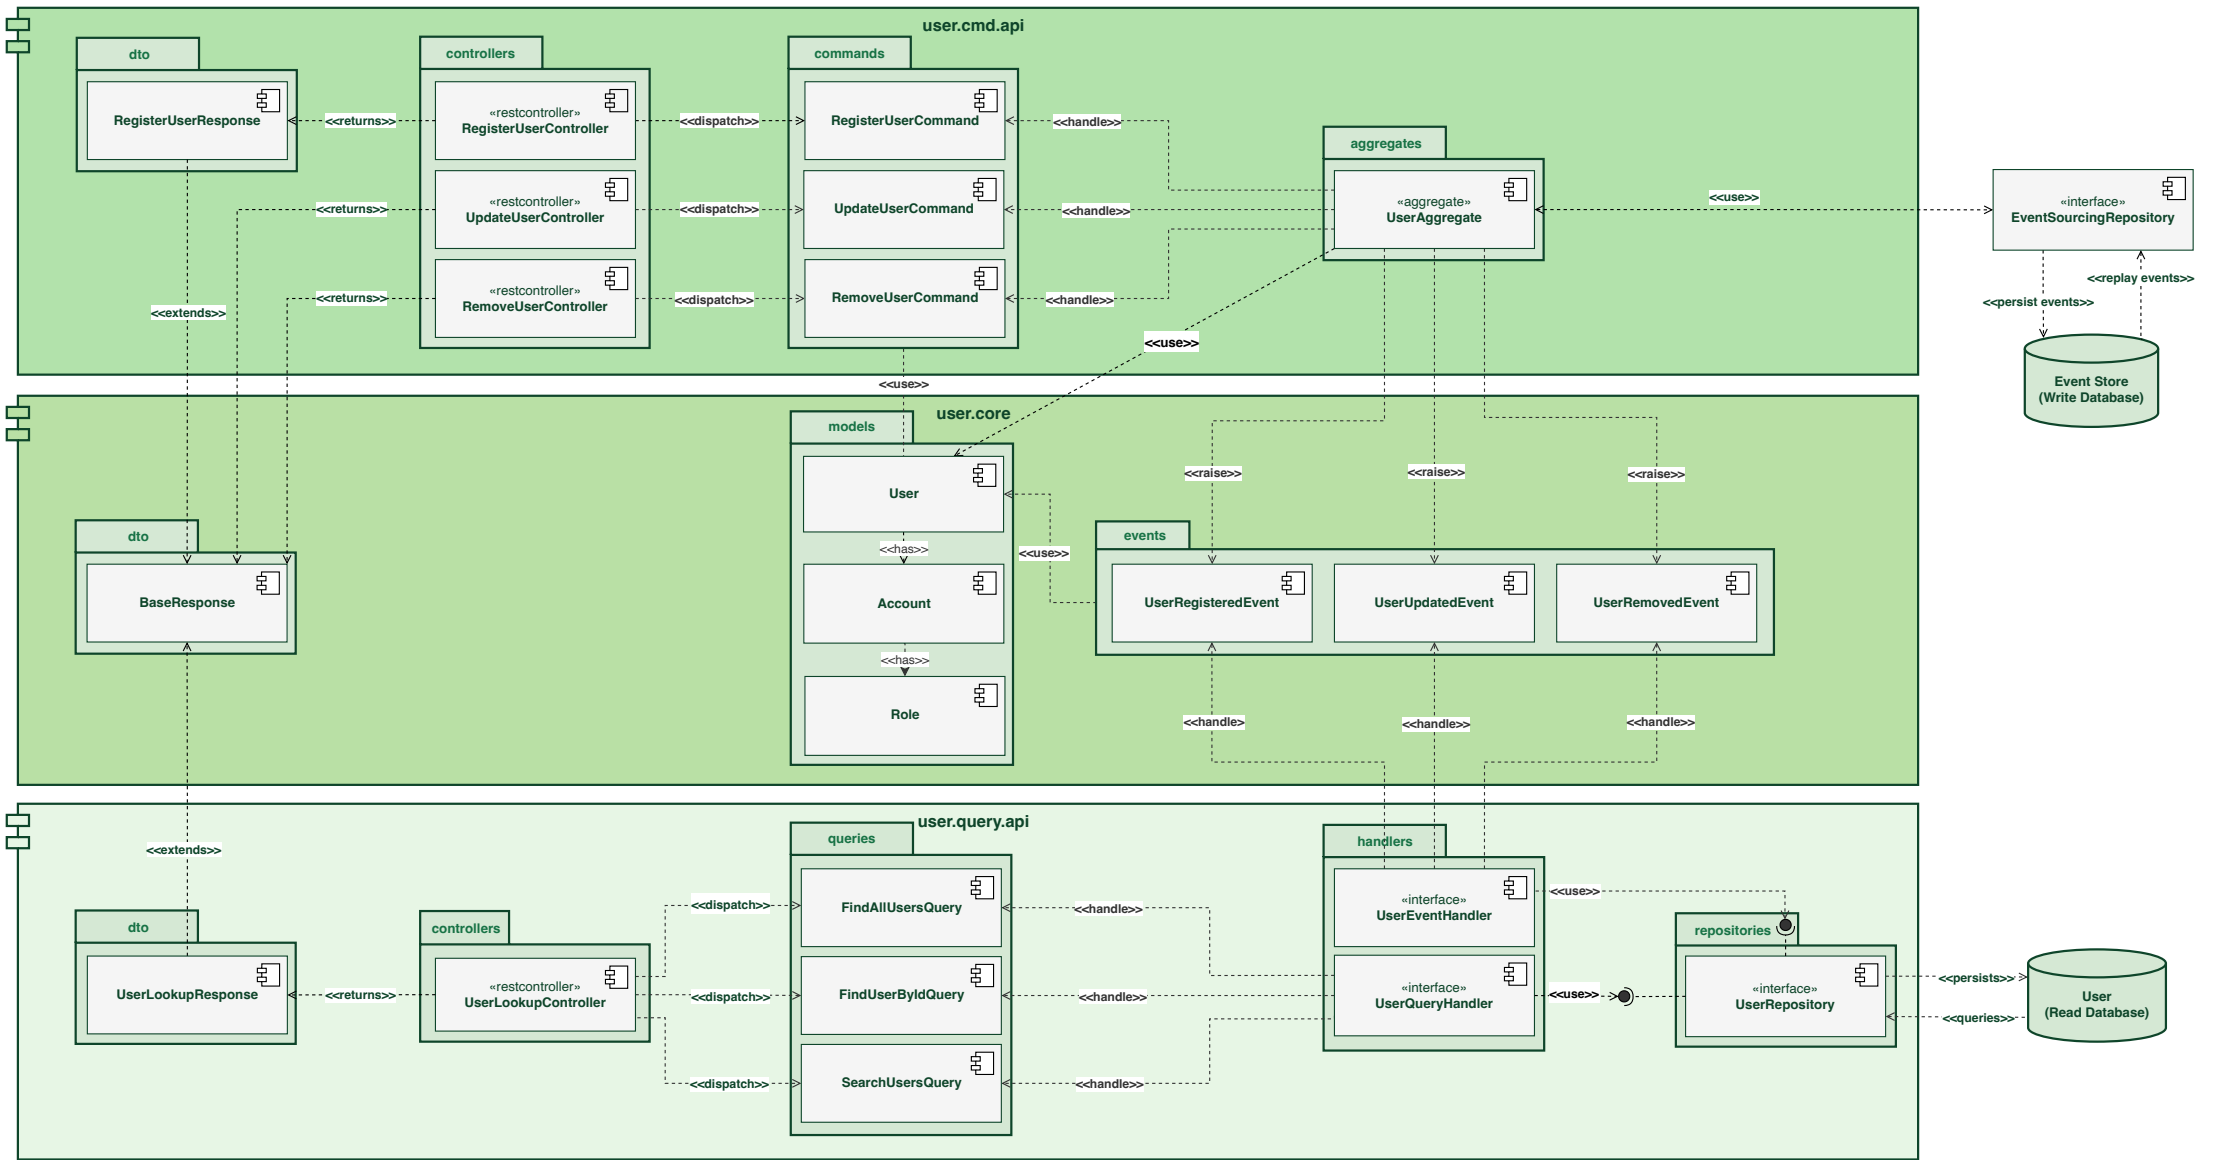 user.cmd.api
dto
controllers
commands
RegisterUserResponse
<<returns>>
«restcontroller»
RegisterUserController
<<dispatch>>
RegisterUserCommand
<<handle>>
aggregates
<<returns>>
«restcontroller»
UpdateUserController
<<dispatch>>
UpdateUserCommand
<<handle>>
«aggregate»
UserAggregate
<<use>>
«interface»
EventSourcingRepository
<<extends>>
<<returns>>
«restcontroller»
RemoveUserController
<<dispatch>>
RemoveUserCommand
<<handle>>
<<replay events>>
<<persist events>>
<<use>>
<<use>>
Event Store
(Write Database)
user.core
models
User
<<raise>>
<<raise>>
<<raise>>
dto
<<has>>
<<use>>
events
BaseResponse
Account
UserRegisteredEvent
UserUpdatedEvent
UserRemovedEvent
<<has>>
Role
<<handle>
<<handle>>
<<handle>>
user.query.api
<<extends>>
queries
handlers
<<dispatch>>
FindAllUsersQuery
<<handle>>
«interface»
UserEventHandler
<<use>>
dto
controllers
repositories
UserLookupResponse
<<returns>>
«restcontroller»
UserLookupController
<<dispatch>>
FindUserByIdQuery
<<handle>>
«interface»
UserQueryHandler
<<use>>
«interface»
UserRepository
<<persists>>
<<queries>>
User
(Read Database)
<<dispatch>>
SearchUsersQuery
<<handle>>